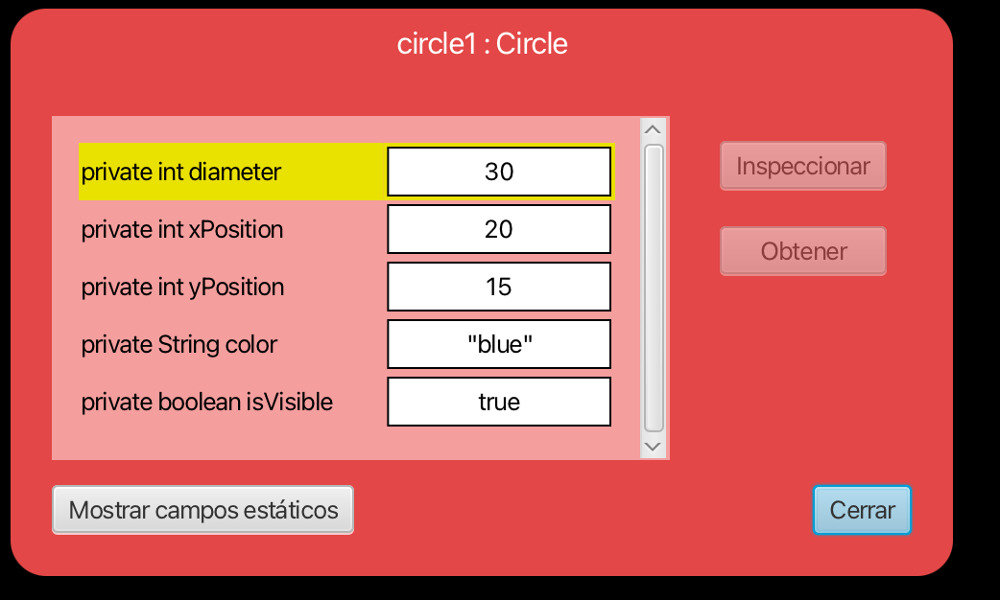 circle1 : Circle
private int diameter 30
private int xPosition 20
private int yPosition 15
private String color "blue"
private boolean isVisible true
Inspeccionar
Obtener
Mostrar campos estáticos
Cerrar